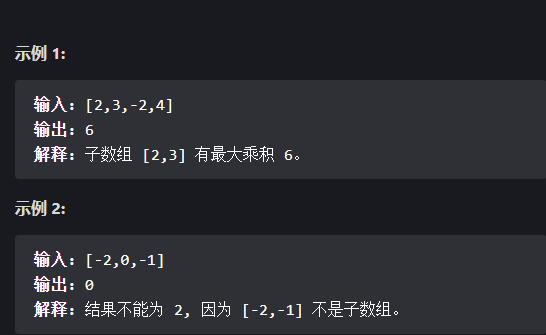 示例 1:
输入：[2,3,-2,4]
输出：6
解释：子数组 [2,3] 有最大乘积 6。
示例 2:
输入：[-2,0,-1]
输出：0
解释：结果不能为 2, 因为 [-2,-1] 不是子数组。